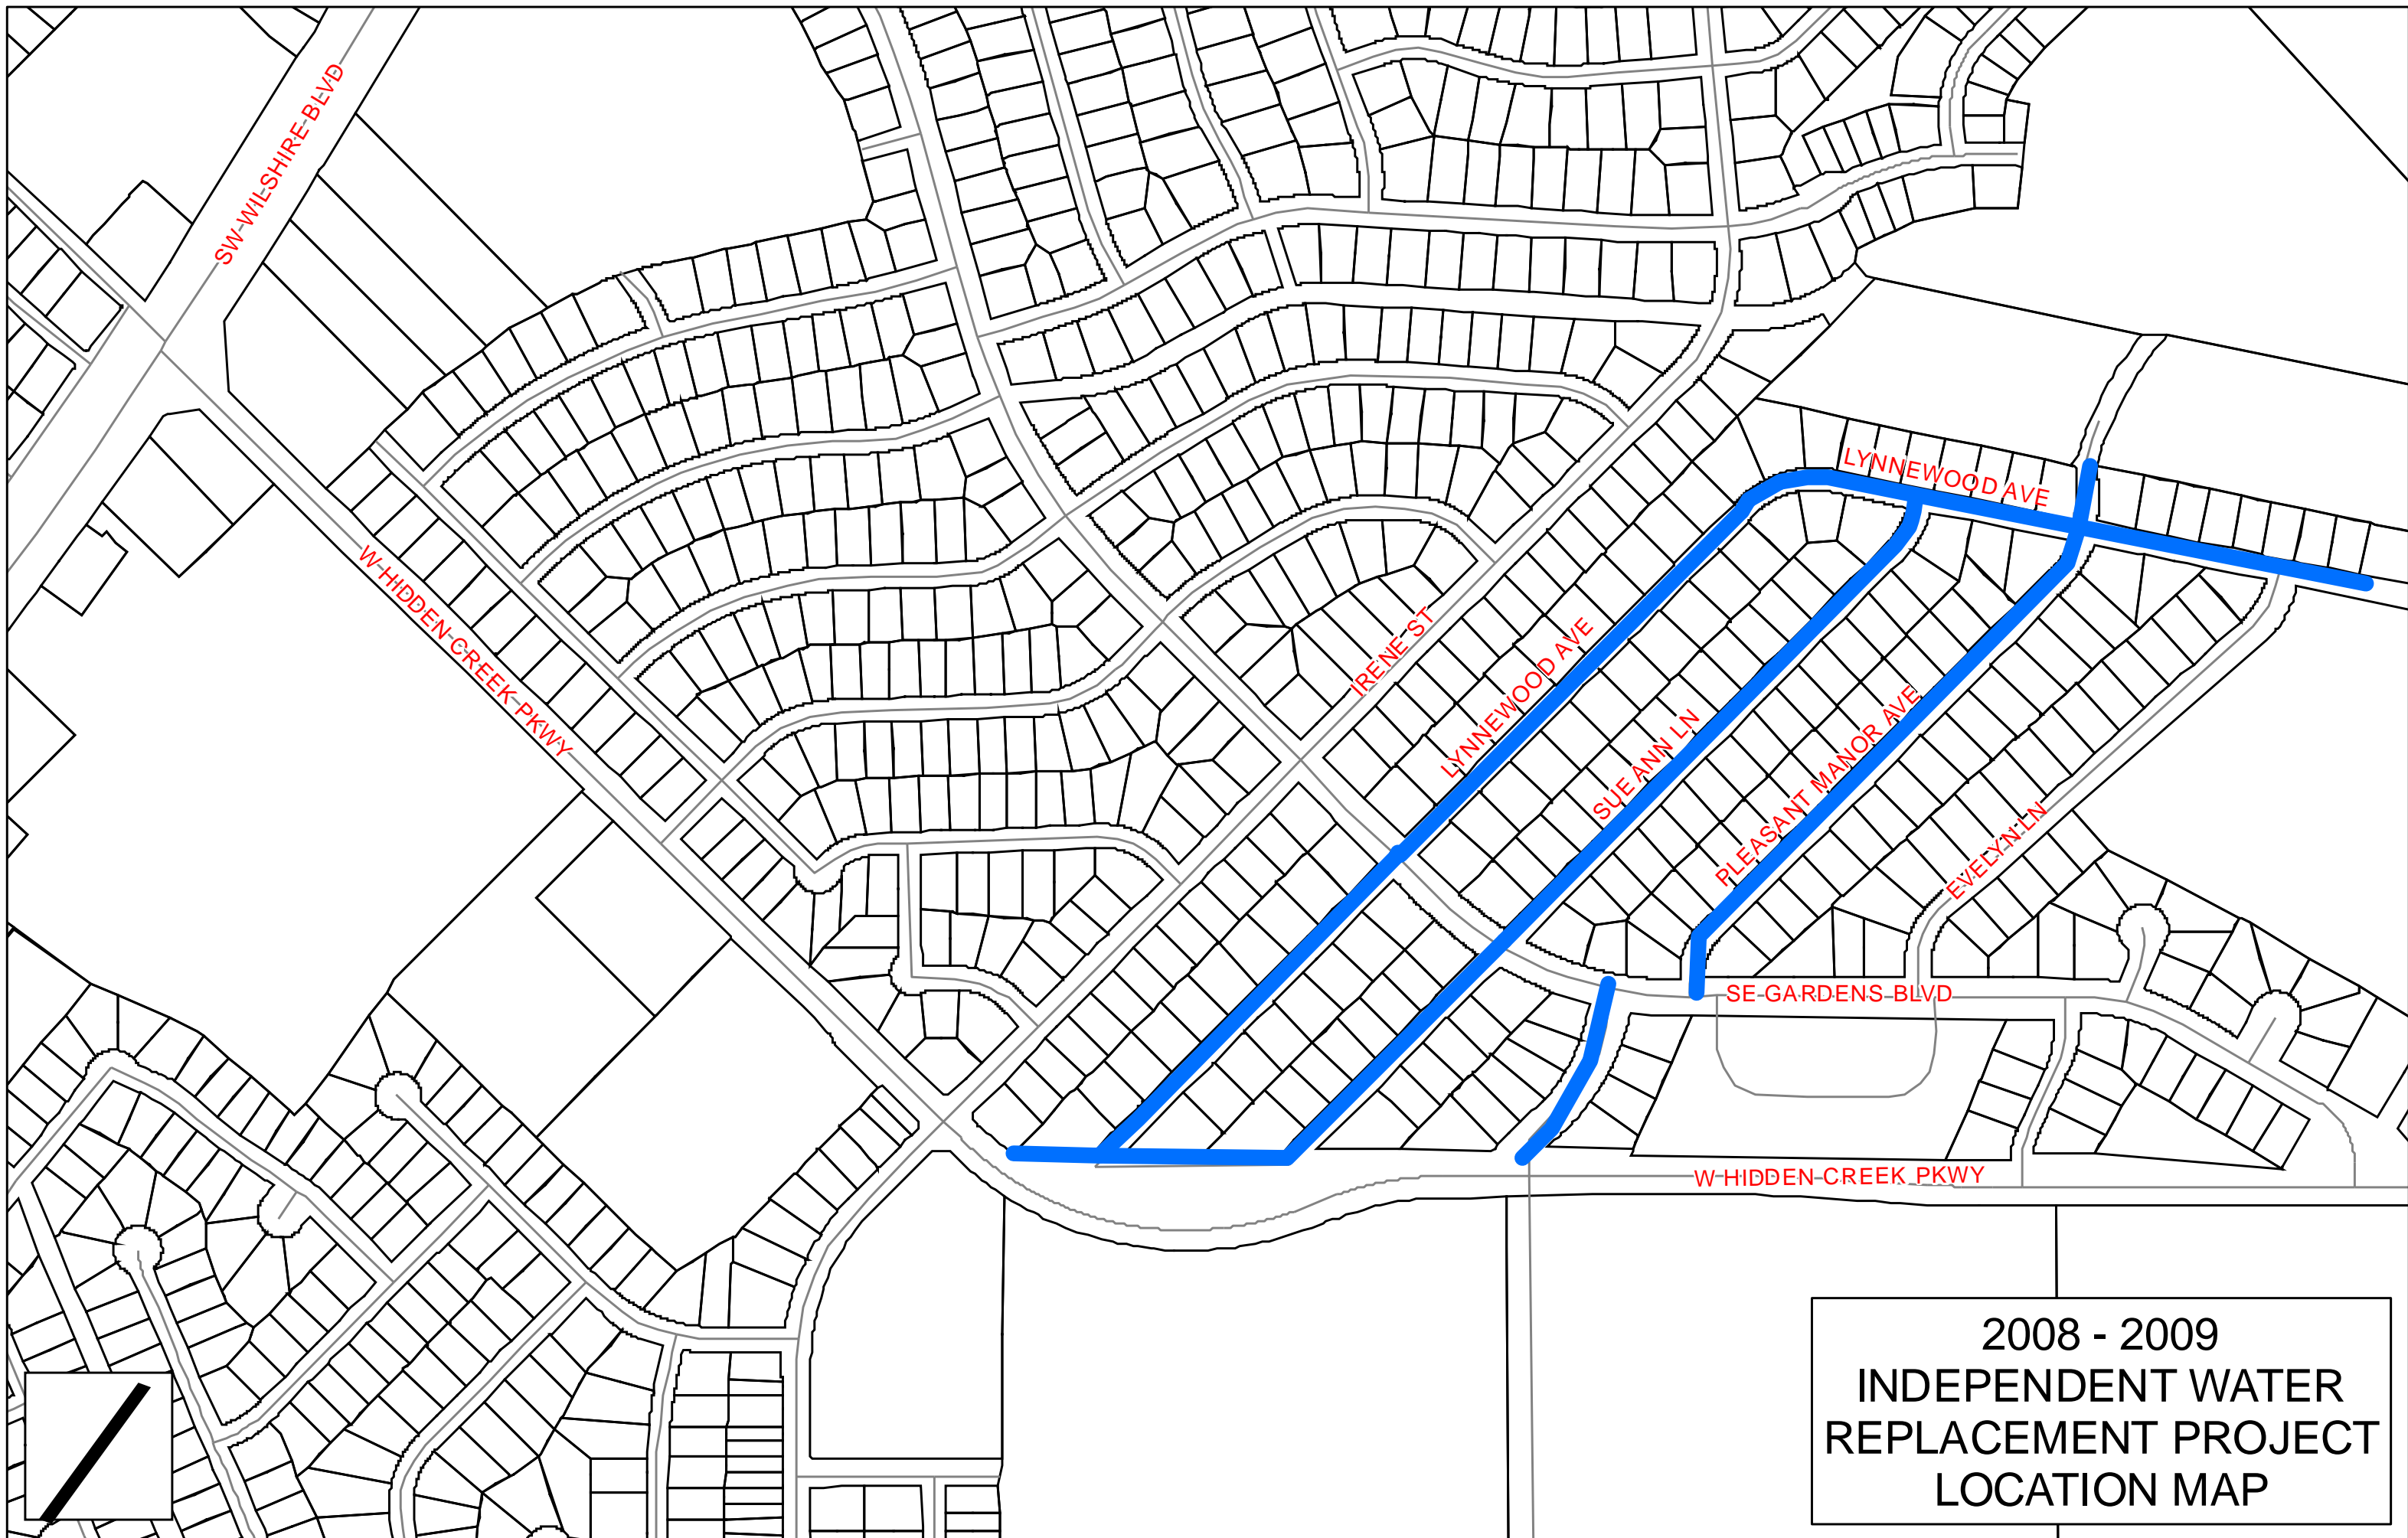 SW WILSHIRE BLVD
LYNNEWOOD AVE
W HIDDEN CREEK PKWY
IRENE ST
LYNNEWOOD AVE
SUE ANN LN
PLEASANT MANOR AVE
EVELYN LN
SE GARDENS BLVD
W HIDDEN CREEK PKWY
2008 - 2009
INDEPENDENT WATER
REPLACEMENT PROJECT
LOCATION MAP